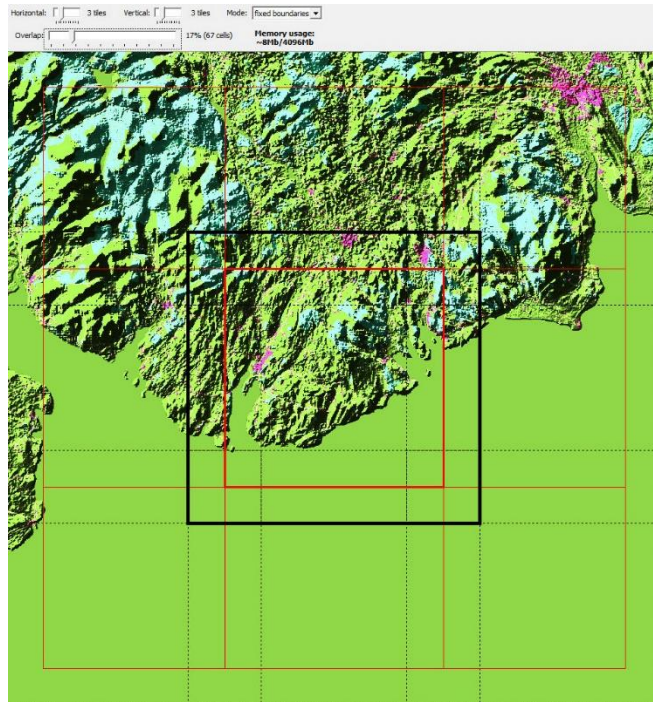 Horizontal: 3 tiles Vertical: 3 tiles Mode: fixed boundaries
Overlap: 17% (67 cells) Memory usage:
~8Mb/4096Mb